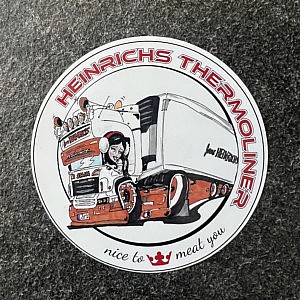 HEINRICHS THERMOLINER
nice to meat you